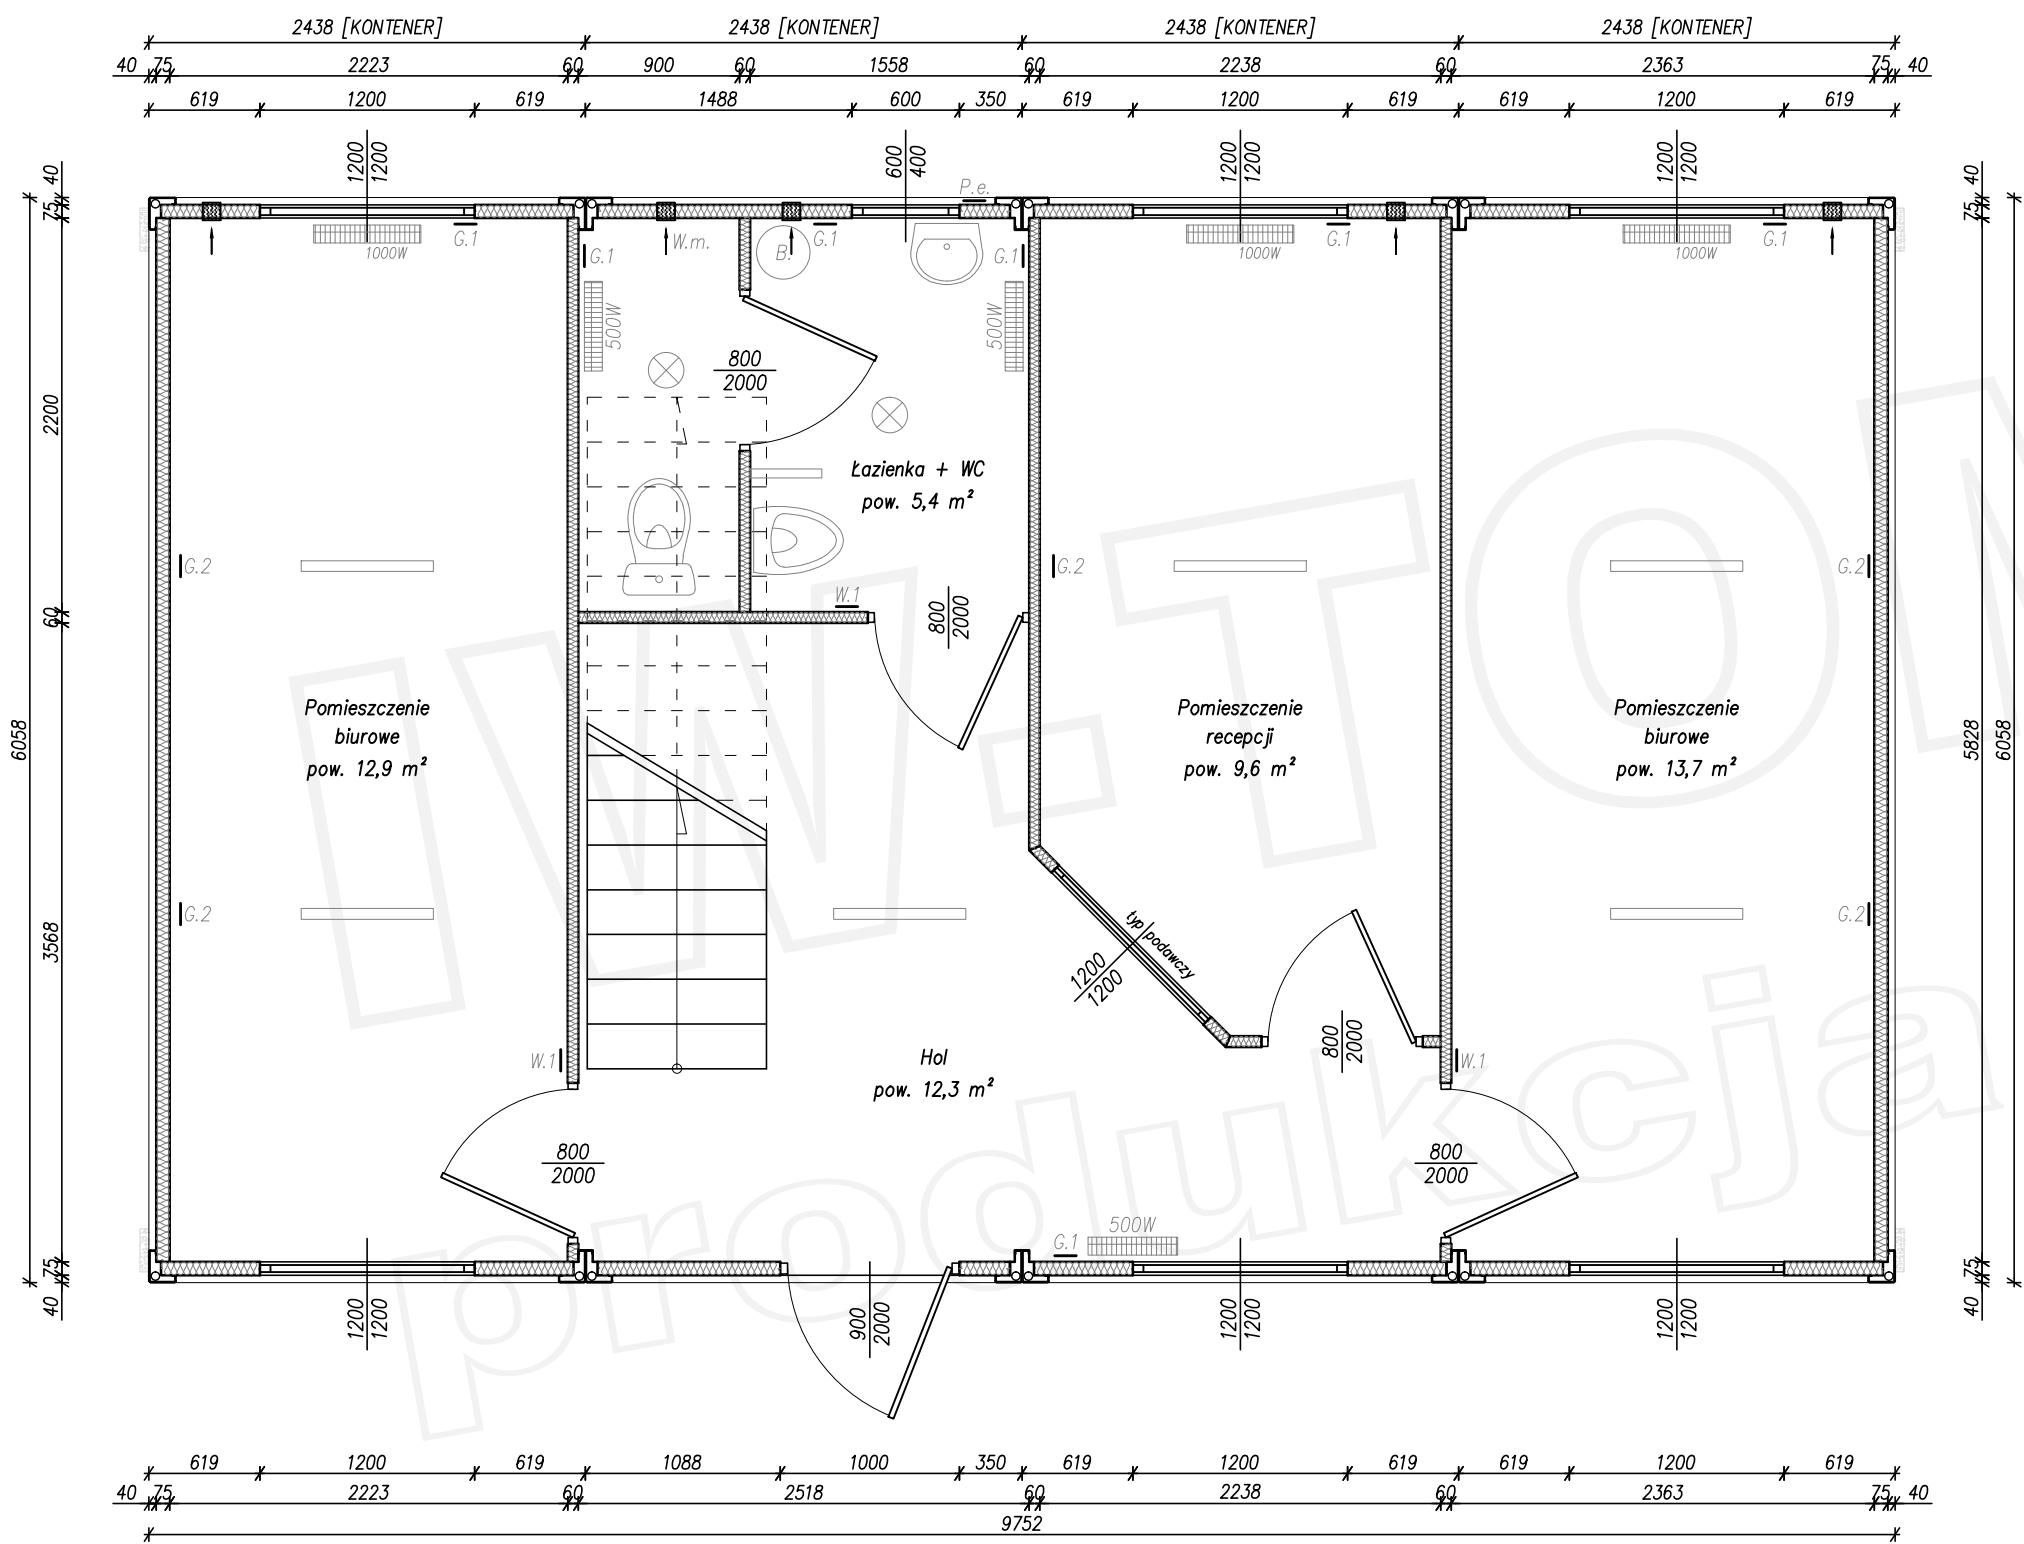 2438 [KONTENER] 2438 [KONTENER] 2438 [KONTENER] 2438 [KONTENER]
40 75 2223 60 900 60 1558 60 2238 60 2363 75 40
619 1200 619 1488 600 350 619 1200 619 619 1200 619
1200 1200
600 400
1200 1200
1200 1200
40 75 2200 60 3568 75 40
6058
40 75 5828 75 40
6058
P.e.
1000W
G.1
G.1
W.m.
B.
G.1
G.1
1000W
G.1
1000W
G.1
500W
500W
800
2000
Łazienka + WC
pow. 5,4 m²
G.2
G.2
G.2
W.1
800
2000
Pomieszczenie
biurowe
pow. 12,9 m²
Pomieszczenie
recepcji
pow. 9,6 m²
Pomieszczenie
biurowe
pow. 13,7 m²
G.2
G.2
typ podawczy
1200
1200
W.1
Hol
pow. 12,3 m²
800
2000
W.1
800
2000
800
2000
500W
G.1
1200 1200
900 2000
1200 1200
1200 1200
619 1200 619 1088 1000 350 619 1200 619 619 1200 619
40 75 2223 60 2518 60 2238 60 2363 75 40
9752
produkcja